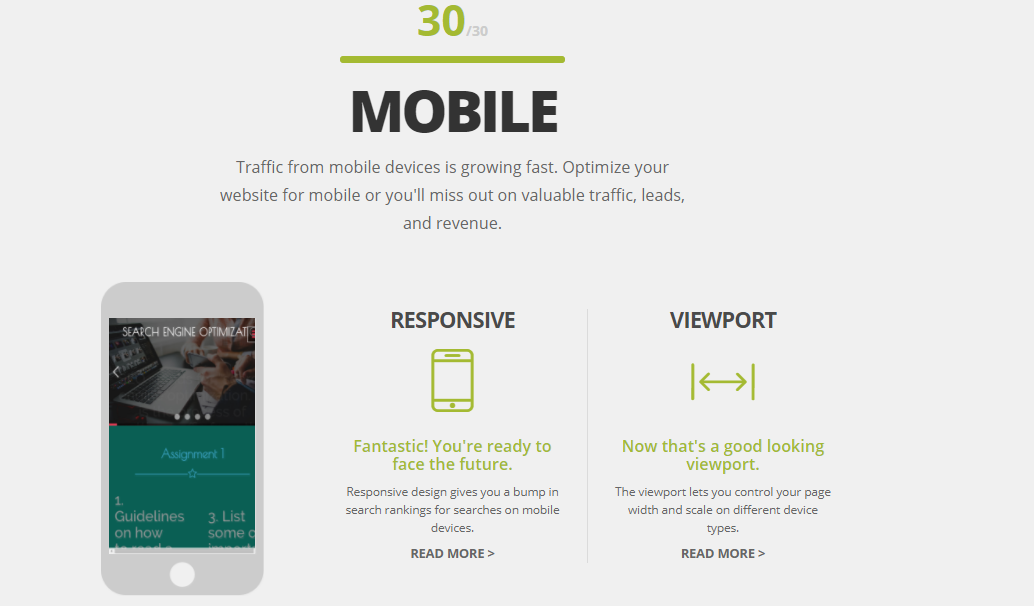 30/30
MOBILE
Traffic from mobile devices is growing fast. Optimize your
website for mobile or you'll miss out on valuable traffic, leads,
and revenue.
SEARCH ENGINE OPTIMIZAT
Assignment 1
1.
Guidelines
on how
3. List
some
RESPONSIVE
Fantastic! You're ready to
face the future.
Responsive design gives you a bump in
search rankings for searches on mobile
devices.
READ MORE >
VIEWPORT
Now that's a good looking
viewport.
The viewport lets you control your page
width and scale on different device
types.
READ MORE >